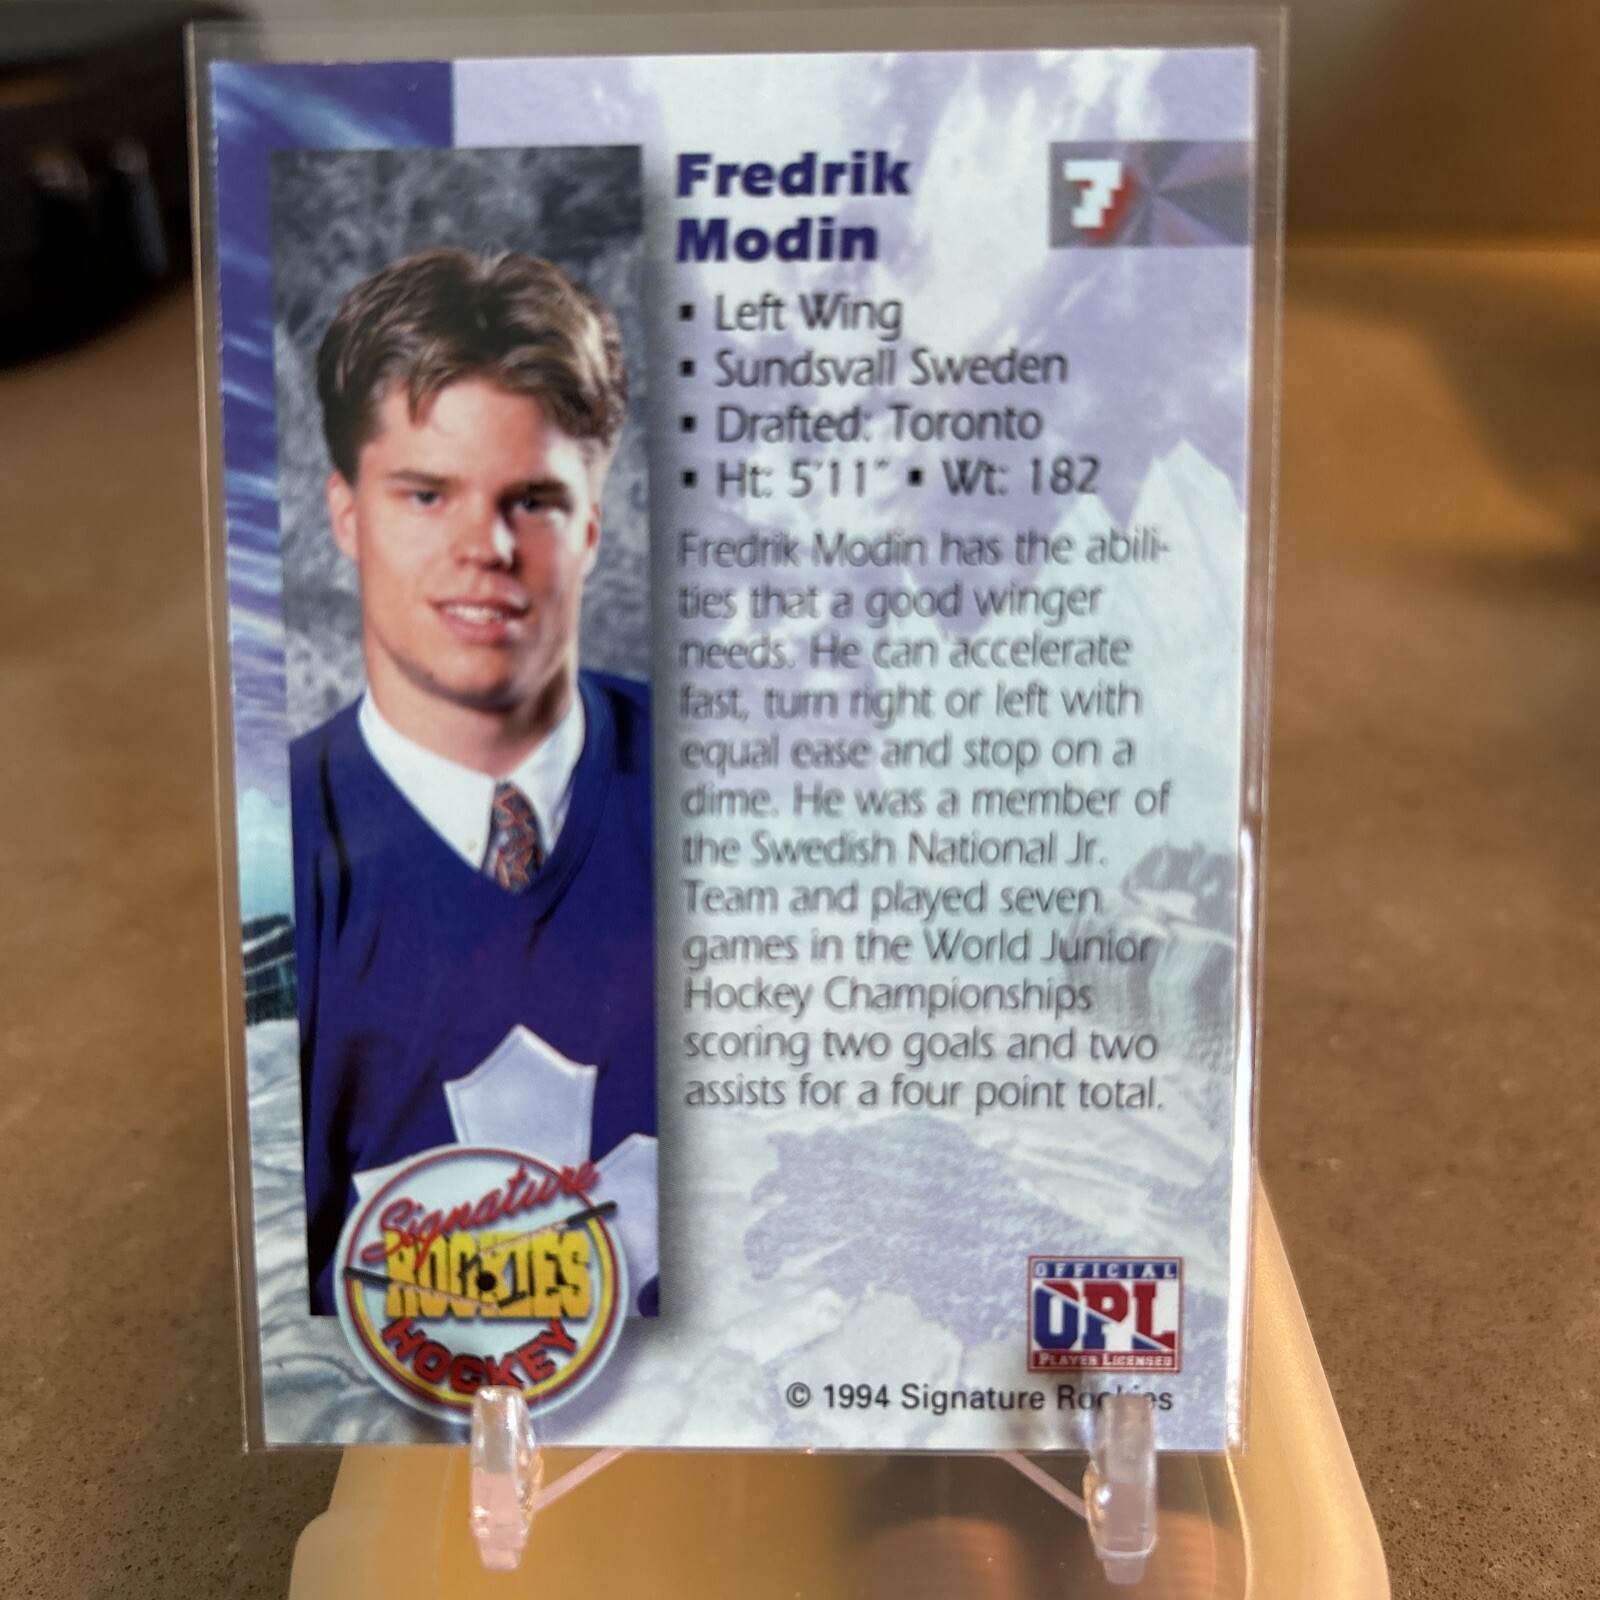 Fredrik
Modin
7
▪ Left Wing
▪ Sundsvall Sweden
▪ Drafted: Toronto
▪ Ht: 5'11" ▪ Wt: 182
Fredrik Modin has the abili-
ties that a good winger
needs. He can accelerate
fast, turn right or left with
equal ease and stop on a
dime. He was a member of
the Swedish National Jr.
Team and played seven
games in the World Junior
Hockey Championships
scoring two goals and two
assists for a four point total.
Signature
ROOKIES
HOCKEY
OFFICIAL
OPL
PLAYER LICENSED
© 1994 Signature Rookies